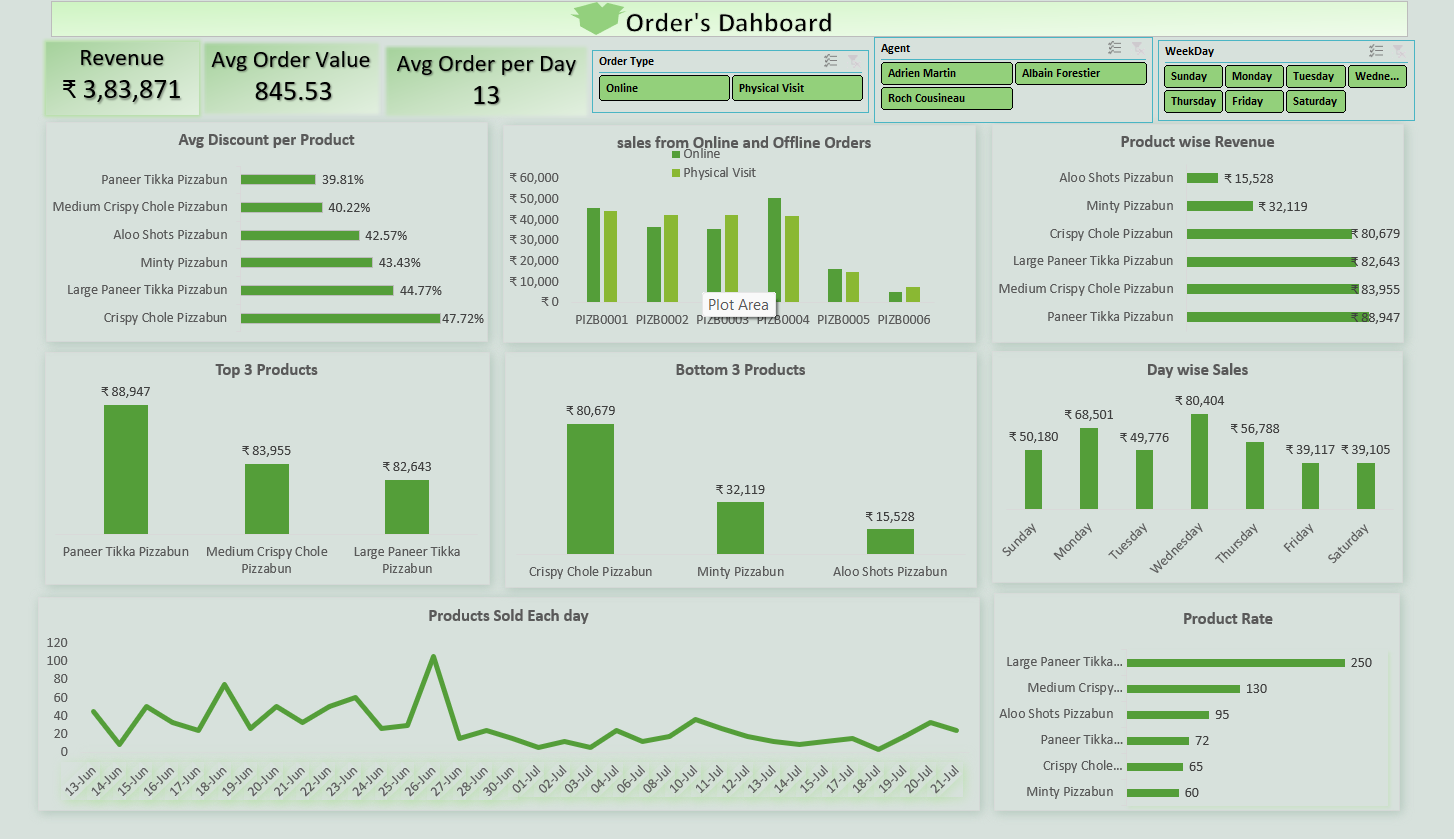 Order's Dahboard
Revenue
₹ 3,83,871
Avg Order Value
845.53
Avg Order per Day
13
Order Type
Online
Physical Visit
Agent
Adrien Martin
Albain Forestier
Roch Cousineau
WeekDay
Sunday
Monday
Tuesday
Wedne...
Thursday
Friday
Saturday
Avg Discount per Product
Paneer Tikka Pizzabun 39.81%
Medium Crispy Chole Pizzabun 40.22%
Aloo Shots Pizzabun 42.57%
Minty Pizzabun 43.43%
Large Paneer Tikka Pizzabun 44.77%
Crispy Chole Pizzabun 47.72%
sales from Online and Offline Orders
Online
Physical Visit
₹ 60,000
₹ 50,000
₹ 40,000
₹ 30,000
₹ 20,000
₹ 10,000
₹ 0
Plot Area
PIZB0001 PIZB0002 PIZB0003 PIZB0004 PIZB0005 PIZB0006
Product wise Revenue
Aloo Shots Pizzabun ₹ 15,528
Minty Pizzabun ₹ 32,119
Crispy Chole Pizzabun ₹ 80,679
Large Paneer Tikka Pizzabun ₹ 82,643
Medium Crispy Chole Pizzabun ₹ 83,955
Paneer Tikka Pizzabun ₹ 88,947
Top 3 Products
₹ 88,947
₹ 83,955
₹ 82,643
Paneer Tikka Pizzabun
Medium Crispy Chole
Pizzabun
Large Paneer Tikka
Pizzabun
Bottom 3 Products
₹ 80,679
₹ 32,119
₹ 15,528
Crispy Chole Pizzabun
Minty Pizzabun
Aloo Shots Pizzabun
Day wise Sales
₹ 50,180
₹ 68,501
₹ 49,776
₹ 80,404
₹ 56,788
₹ 39,117
₹ 39,105
Sunday
Monday
Tuesday
Wednesday
Thursday
Friday
Saturday
Products Sold Each day
120
100
80
60
40
20
0
13-Jun
14-Jun
15-Jun
16-Jun
17-Jun
18-Jun
19-Jun
20-Jun
21-Jun
22-Jun
23-Jun
24-Jun
25-Jun
26-Jun
27-Jun
28-Jun
30-Jun
01-Jul
02-Jul
03-Jul
04-Jul
06-Jul
08-Jul
10-Jul
11-Jul
12-Jul
13-Jul
14-Jul
15-Jul
17-Jul
18-Jul
19-Jul
20-Jul
21-Jul
Product Rate
Large Paneer Tikka... 250
Medium Crispy... 130
Aloo Shots Pizzabun 95
Paneer Tikka... 72
Crispy Chole... 65
Minty Pizzabun 60